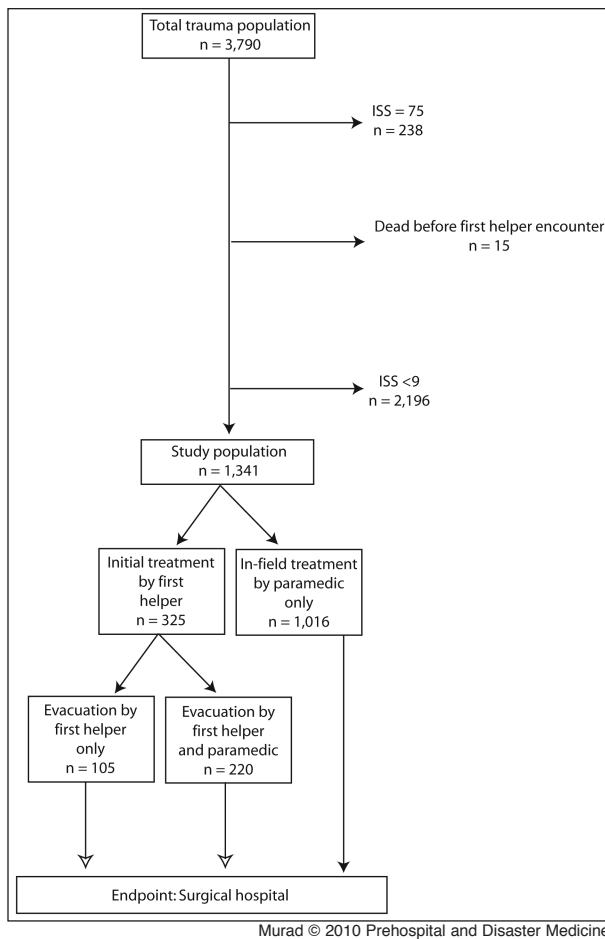 Total trauma population
n = 3,790
ISS = 75
n = 238
Dead before first helper encounter
n = 15
ISS <9
n = 2,196
Study population
n = 1,341
Initial treatment
by first
helper
n = 325
In-field treatment
by paramedic
only
n = 1,016
Evacuation by
first helper
only
n = 105
Evacuation by
first helper
and paramedic
n = 220
Endpoint: Surgical hospital
Murad © 2010 Prehospital and Disaster Medicine